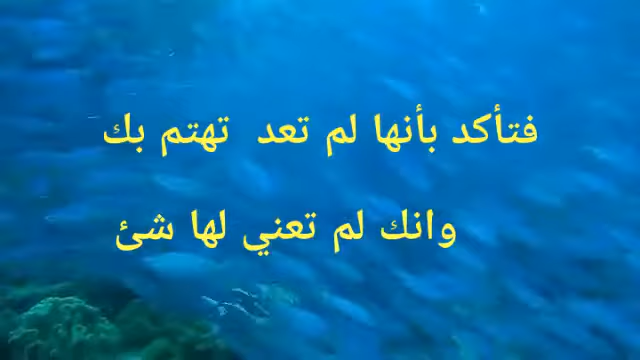 فتأكد بأنها لم تعد تهتم بك
وانك لم تعني لها شئ